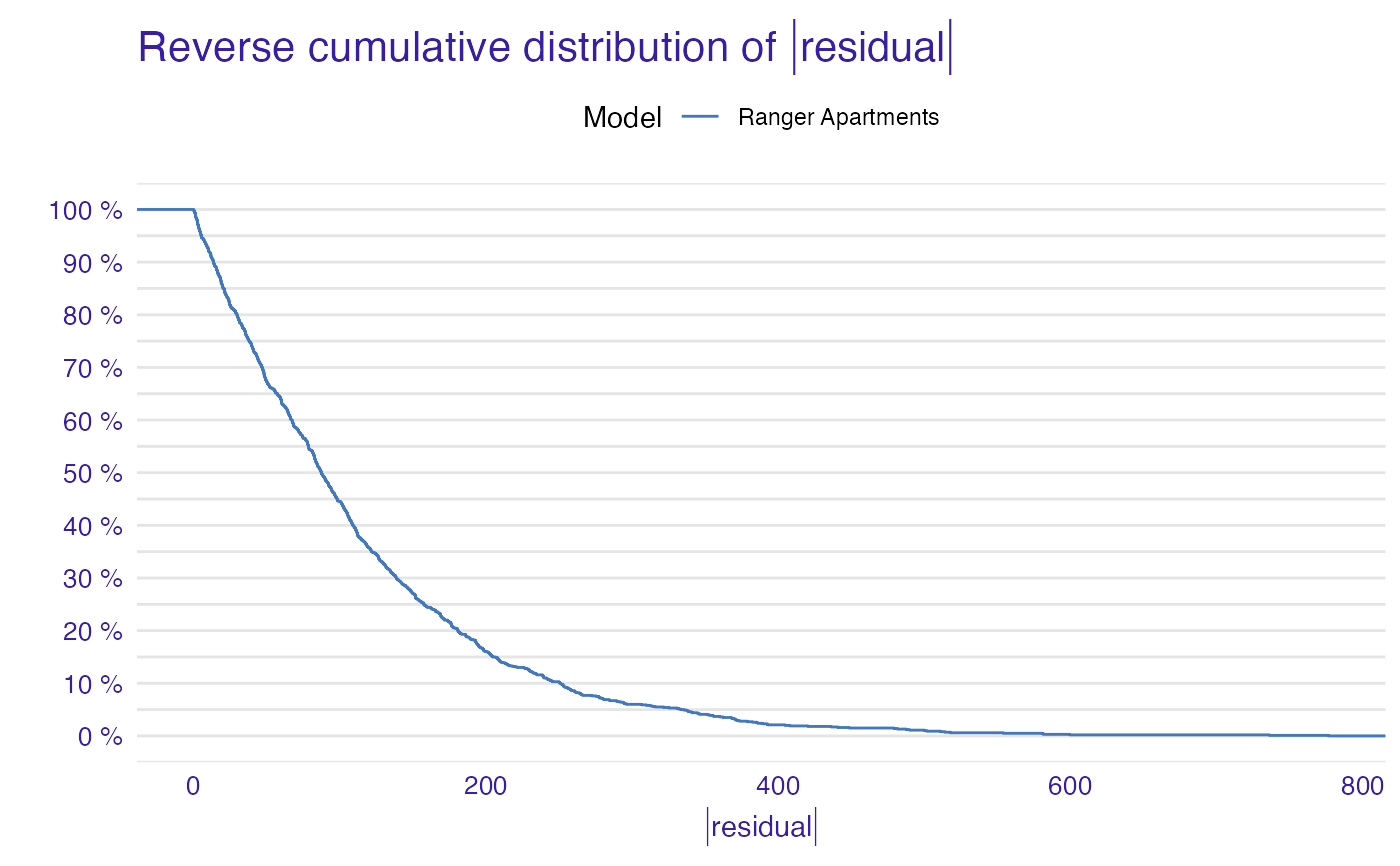 Reverse cumulative distribution of |residual|
Model Ranger Apartments
100 %
90 %
80 %
70 %
60 %
50 %
40 %
30 %
20 %
10 %
0 %
0 200 400 600 800
|residual|